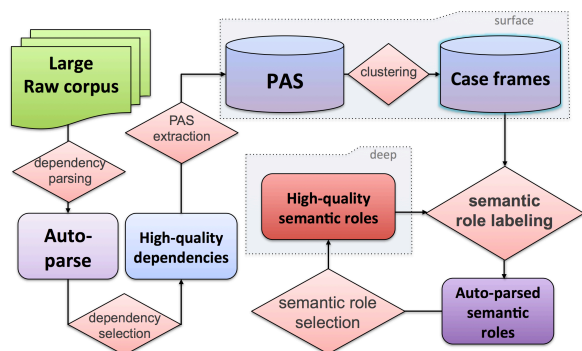 Large
Raw corpus
dependency
parsing
Auto-
parse
dependency
selection
High-quality
dependencies
PAS
extraction
surface
PAS
clustering
Case frames
deep
High-quality
semantic roles
semantic
role labeling
Auto-parsed
semantic
roles
semantic role
selection